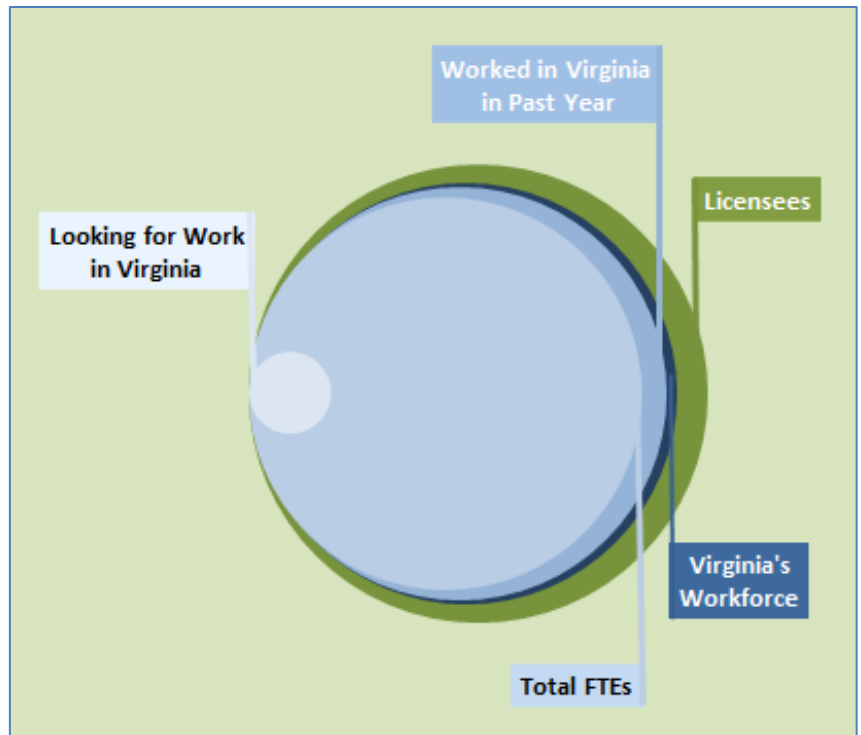 Worked in Virginia
in Past Year
Licensees
Looking for Work
in Virginia
Virginia's
Workforce
Total FTEs